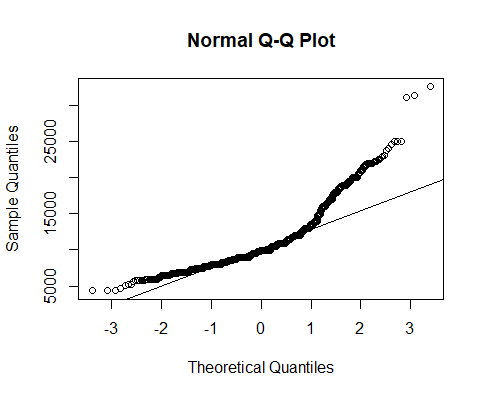 Normal Q-Q Plot
Sample Quantiles
25000
15000
5000
-3 -2 -1 0 1 2 3
Theoretical Quantiles